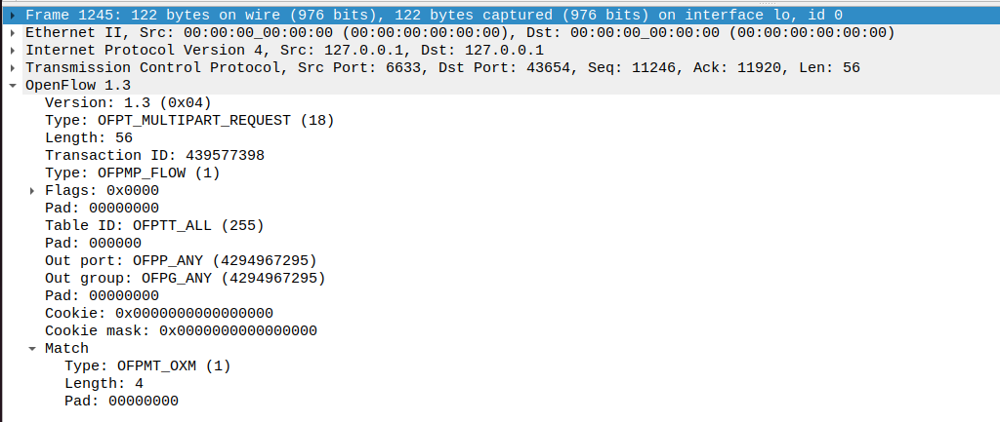 Frame 1245: 122 bytes on wire (976 bits), 122 bytes captured (976 bits) on interface lo, id 0
Ethernet II, Src: 00:00:00_00:00:00 (00:00:00:00:00:00), Dst: 00:00:00_00:00:00 (00:00:00:00:00:00)
Internet Protocol Version 4, Src: 127.0.0.1, Dst: 127.0.0.1
Transmission Control Protocol, Src Port: 6633, Dst Port: 43654, Seq: 11246, Ack: 11920, Len: 56
OpenFlow 1.3
Version: 1.3 (0x04)
Type: OFPT_MULTIPART_REQUEST (18)
Length: 56
Transaction ID: 439577398
Type: OFPMP_FLOW (1)
Flags: 0x0000
Pad: 00000000
Table ID: OFPTT_ALL (255)
Pad: 000000
Out port: OFPP_ANY (4294967295)
Out group: OFPG_ANY (4294967295)
Pad: 00000000
Cookie: 0x0000000000000000
Cookie mask: 0x0000000000000000
Match
Type: OFPMT_OXM (1)
Length: 4
Pad: 00000000